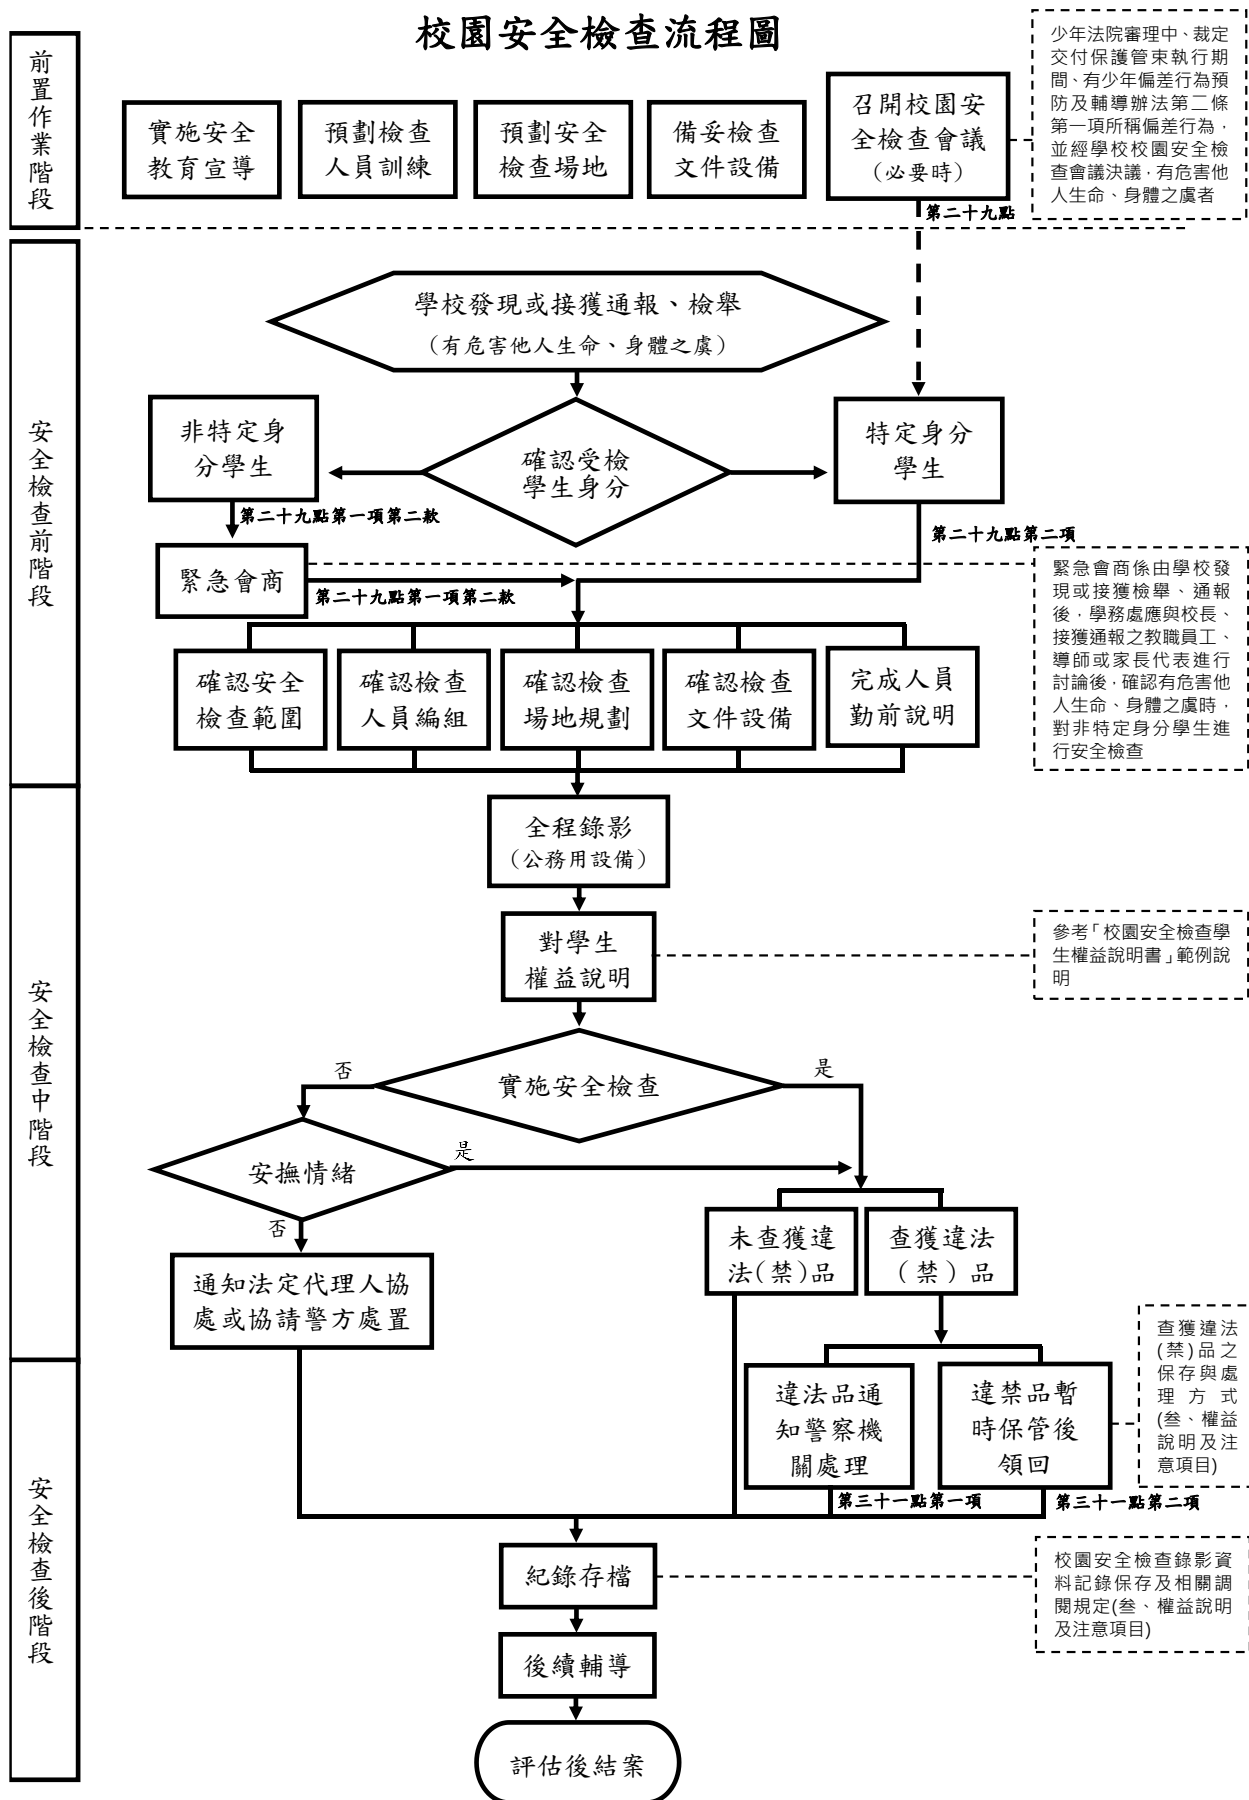 校園安全檢查流程圖
前置作業階段
實施安全
教育宣導
預劃檢查
人員訓練
預劃安全
檢查場地
備妥檢查
文件設備
召開校園安
全檢查會議
(必要時)
少年法院審理中、裁定
交付保護管束執行期
間、有少年偏差行為預
防及輔導辦法第二條
第一項所稱偏差行為，
並經學校校園安全檢
查會議決議，有危害他
人生命、身體之虞者
第二十九點
安全檢查前階段
學校發現或接獲通報、檢舉
(有危害他人生命、身體之虞)
非特定身
分學生
確認受檢
學生身分
特定身分
學生
第二十九點第一項第二款
第二十九點第二項
緊急會商
第二十九點第一項第二款
緊急會商係由學校發
現或接獲檢舉、通報
後，學務處應與校長、
接獲通報之教職員工、
導師或家長代表進行
討論後，確認有危害他
人生命、身體之虞時，
對非特定身分學生進
行安全檢查
確認安全
檢查範圍
確認檢查
人員編組
確認檢查
場地規劃
確認檢查
文件設備
完成人員
勤前說明
安全檢查中階段
全程錄影
(公務用設備)
對學生
權益說明
參考「校園安全檢查學
生權益說明書」範例說
明
實施安全檢查
否
是
安撫情緒
是
否
未查獲違
法(禁)品
查獲違法
(禁)品
通知法定代理人協
處或協請警方處置
查獲違法
(禁)品之
保存與處
理方式
(叁、權益
說明及注
意項目)
安全檢查後階段
違法品通
知警察機
關處理
違禁品暫
時保管後
領回
第三十一點第一項
第三十一點第二項
紀錄存檔
校園安全檢查錄影資
料記錄保存及相關調
閱規定(叁、權益說明
及注意項目)
後續輔導
評估後結案